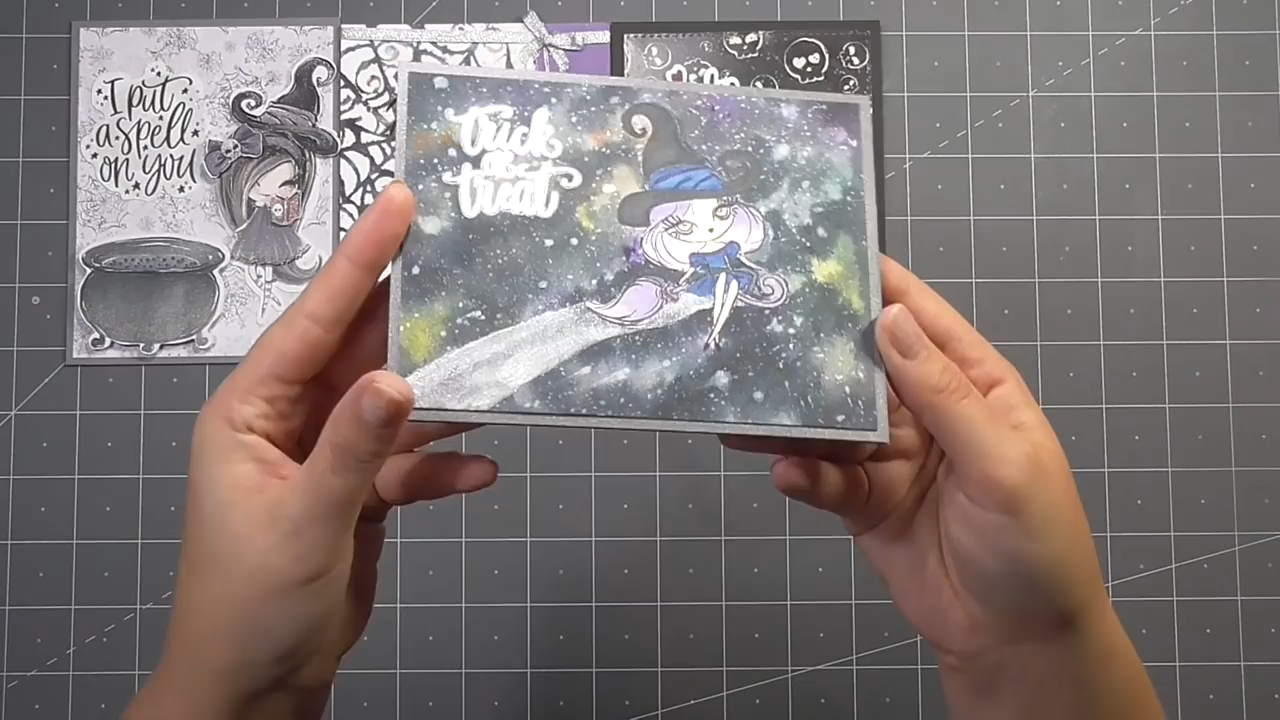 I put
a spell
on you
trick
or
treat